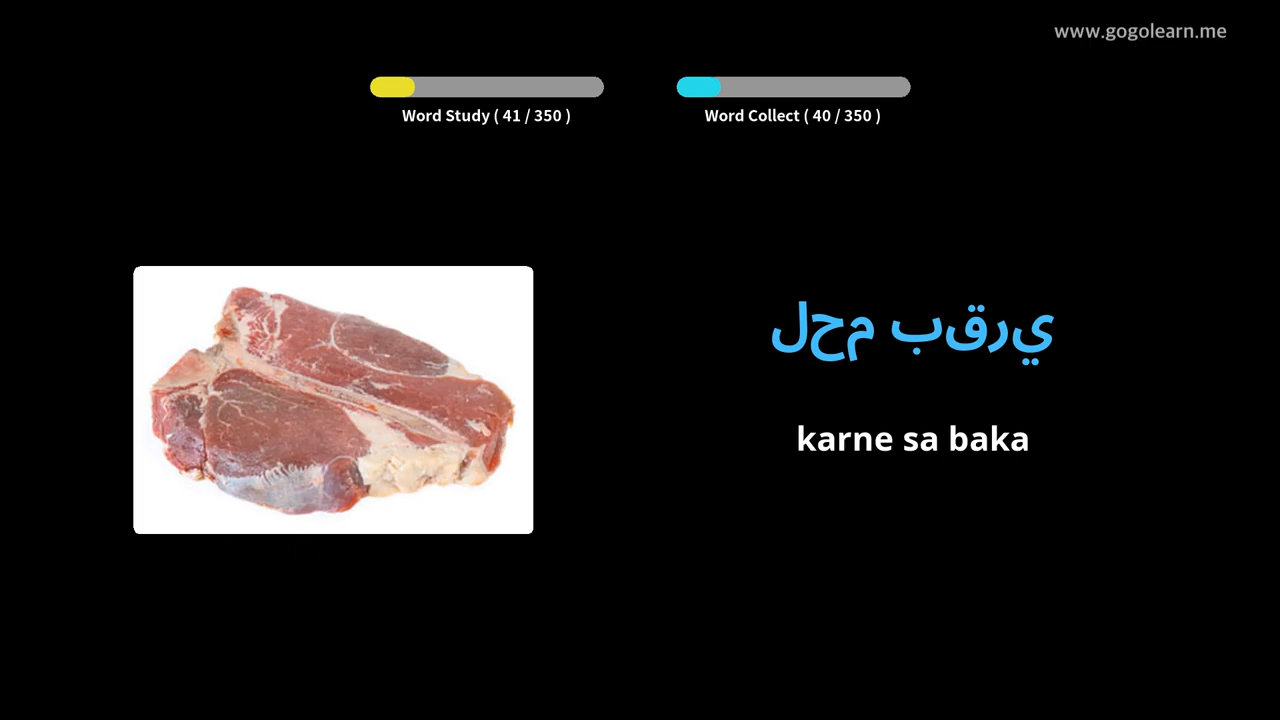 www.gogolearn.me
Word Study ( 41 / 350 )
Word Collect ( 40 / 350 )
لحم بقري
karne sa baka